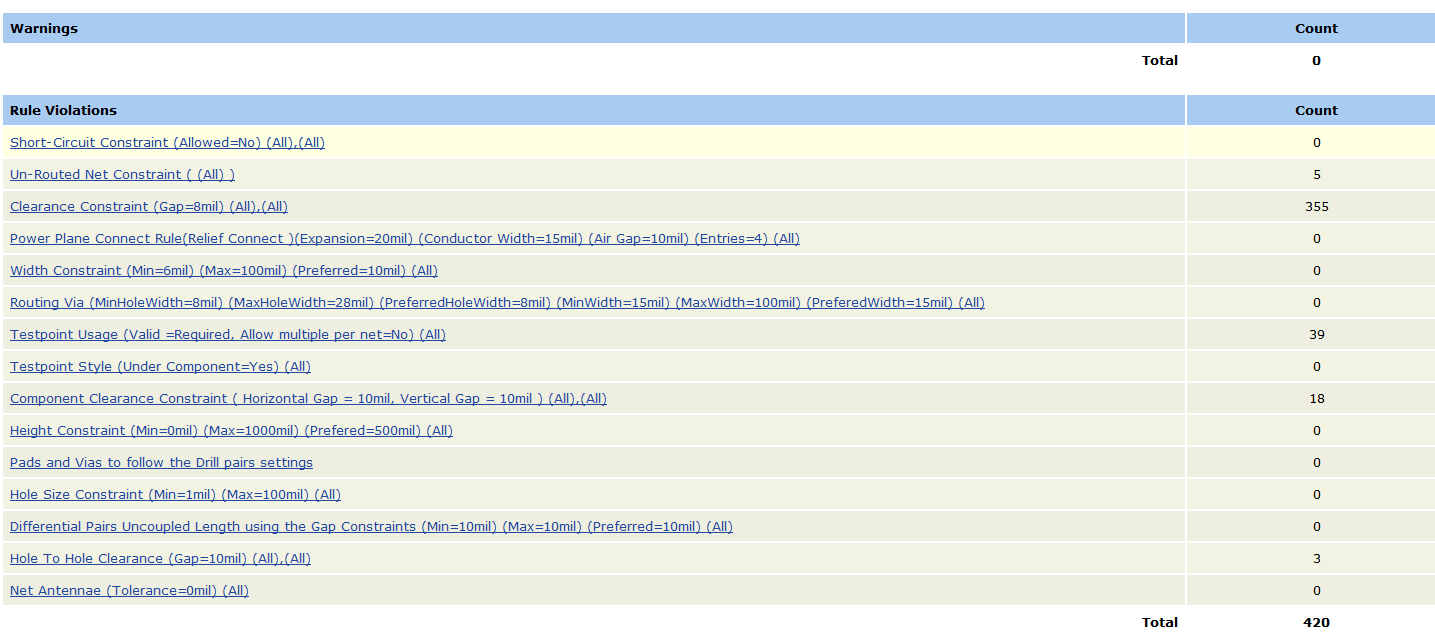 Warnings Count
Total 0
Rule Violations Count
Short-Circuit Constraint (Allowed=No) (All),(All) 0
Un-Routed Net Constraint ( (All) ) 5
Clearance Constraint (Gap=8mil) (All),(All) 355
Power Plane Connect Rule(Relief Connect )(Expansion=20mil) (Conductor Width=15mil) (Air Gap=10mil) (Entries=4) (All) 0
Width Constraint (Min=6mil) (Max=100mil) (Preferred=10mil) (All) 0
Routing Via (MinHoleWidth=8mil) (MaxHoleWidth=28mil) (PreferredHoleWidth=8mil) (MinWidth=15mil) (MaxWidth=100mil) (PreferedWidth=15mil) (All) 0
Testpoint Usage (Valid =Required, Allow multiple per net=No) (All) 39
Testpoint Style (Under Component=Yes) (All) 0
Component Clearance Constraint ( Horizontal Gap = 10mil, Vertical Gap = 10mil ) (All),(All) 18
Height Constraint (Min=0mil) (Max=1000mil) (Prefered=500mil) (All) 0
Pads and Vias to follow the Drill pairs settings 0
Hole Size Constraint (Min=1mil) (Max=100mil) (All) 0
Differential Pairs Uncoupled Length using the Gap Constraints (Min=10mil) (Max=10mil) (Preferred=10mil) (All) 0
Hole To Hole Clearance (Gap=10mil) (All),(All) 3
Net Antennae (Tolerance=0mil) (All) 0
Total 420